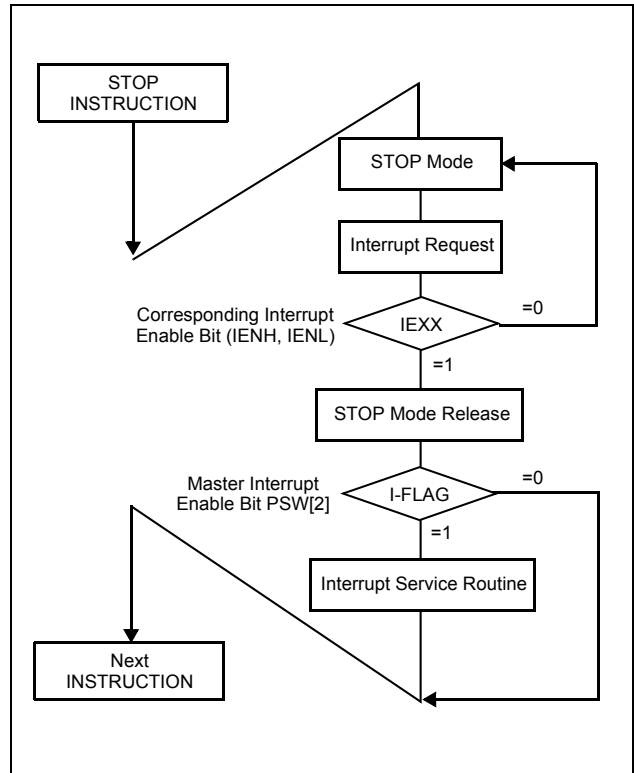 STOP
INSTRUCTION
STOP Mode
Interrupt Request
Corresponding Interrupt
Enable Bit (IENH, IENL)
IEXX
=0
=1
STOP Mode Release
Master Interrupt
Enable Bit PSW[2]
I-FLAG
=0
=1
Interrupt Service Routine
Next
INSTRUCTION